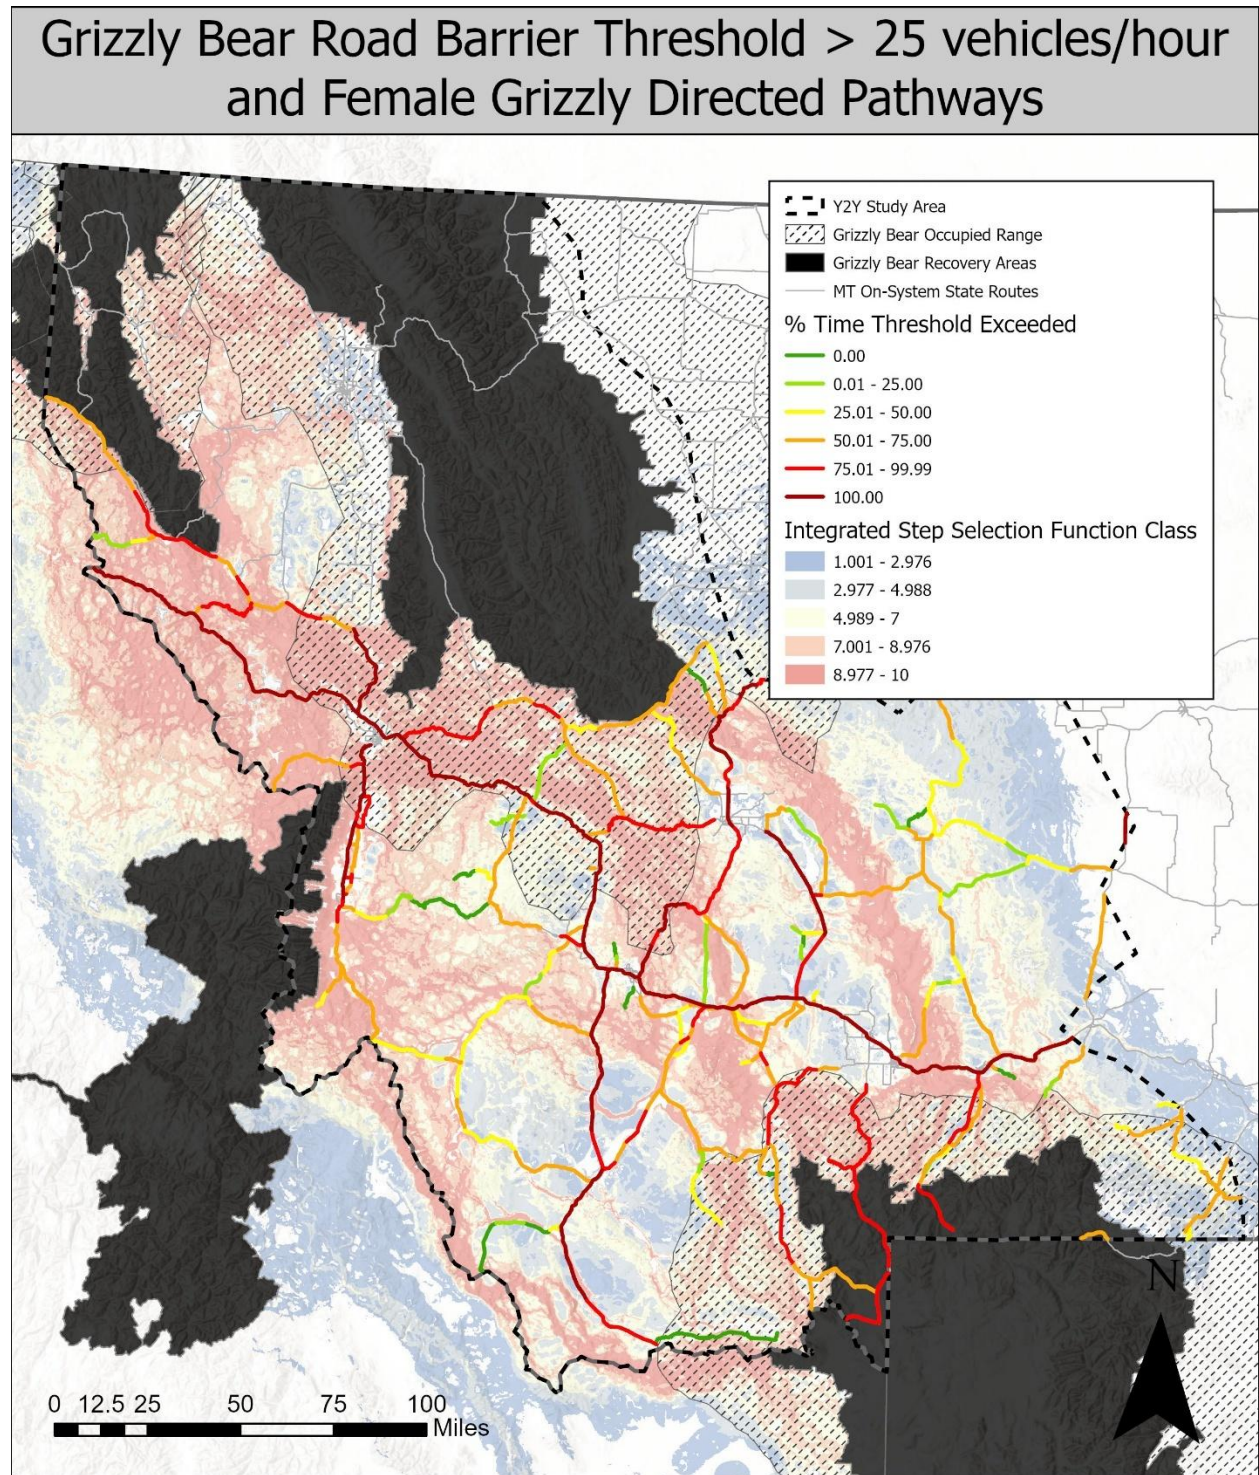 Grizzly Bear Road Barrier Threshold > 25 vehicles/hour
and Female Grizzly Directed Pathways
Y2Y Study Area
Grizzly Bear Occupied Range
Grizzly Bear Recovery Areas
MT On-System State Routes
% Time Threshold Exceeded
0.00
0.01 - 25.00
25.01 - 50.00
50.01 - 75.00
75.01 - 99.99
100.00
Integrated Step Selection Function Class
1.001 - 2.976
2.977 - 4.988
4.989 - 7
7.001 - 8.976
8.977 - 10
N
0 12.5 25 50 75 100
Miles